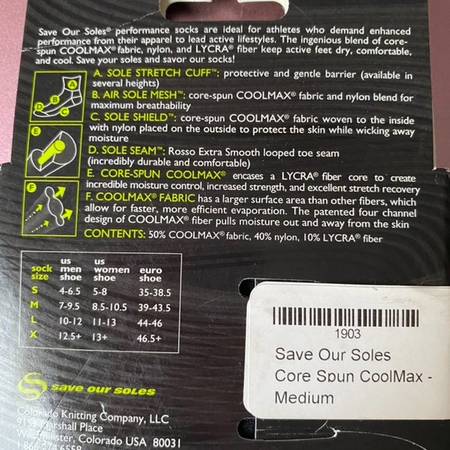 Save Our Soles® performance socks are ideal for athletes who demand enhanced
performance from their apparel to lead active lifestyles. The ingenious blend of core-
spun COOLMAX® fabric, nylon, and LYCRA® fiber keep active feet dry, comfortable,
and cool. Save your soles and savor our socks!
A. SOLE STRETCH CUFF™: protective and gentle barrier (available in
several heights)
B. AIR SOLE MESH™: core-spun COOLMAX® fabric and nylon blend for
maximum breathability
C. SOLE SHIELD™: core-spun COOLMAX® fabric woven to the inside
with nylon placed on the outside to protect the skin while wicking away
moisture
D. SOLE SEAM™: Rosso Extra Smooth looped toe seam
(incredibly durable and comfortable)
E. CORE-SPUN COOLMAX® encases a LYCRA® fiber core to create
incredible moisture control, increased strength, and excellent stretch recovery
F. COOLMAX® FABRIC has a larger surface area than other fibers, which
allow for faster, more efficient evaporation. The patented four channel
design of COOLMAX® fiber pulls moisture out and away from the skin
CONTENTS: 50% COOLMAX® fabric, 40% nylon, 10% LYCRA® fiber
A
B
C
D
E
F
sock size us men shoe us women shoe euro shoe
S 4-6.5 5-8 35-38.5
M 7-9.5 8.5-10.5 39-43.5
L 10-12 11-13 44-46
X 12.5+ 13+ 46.5+
save our soles
Colorado Knitting Company, LLC
Marshall Place
Westminster, Colorado USA 80031
1903
Save Our Soles
Core Spun CoolMax -
Medium